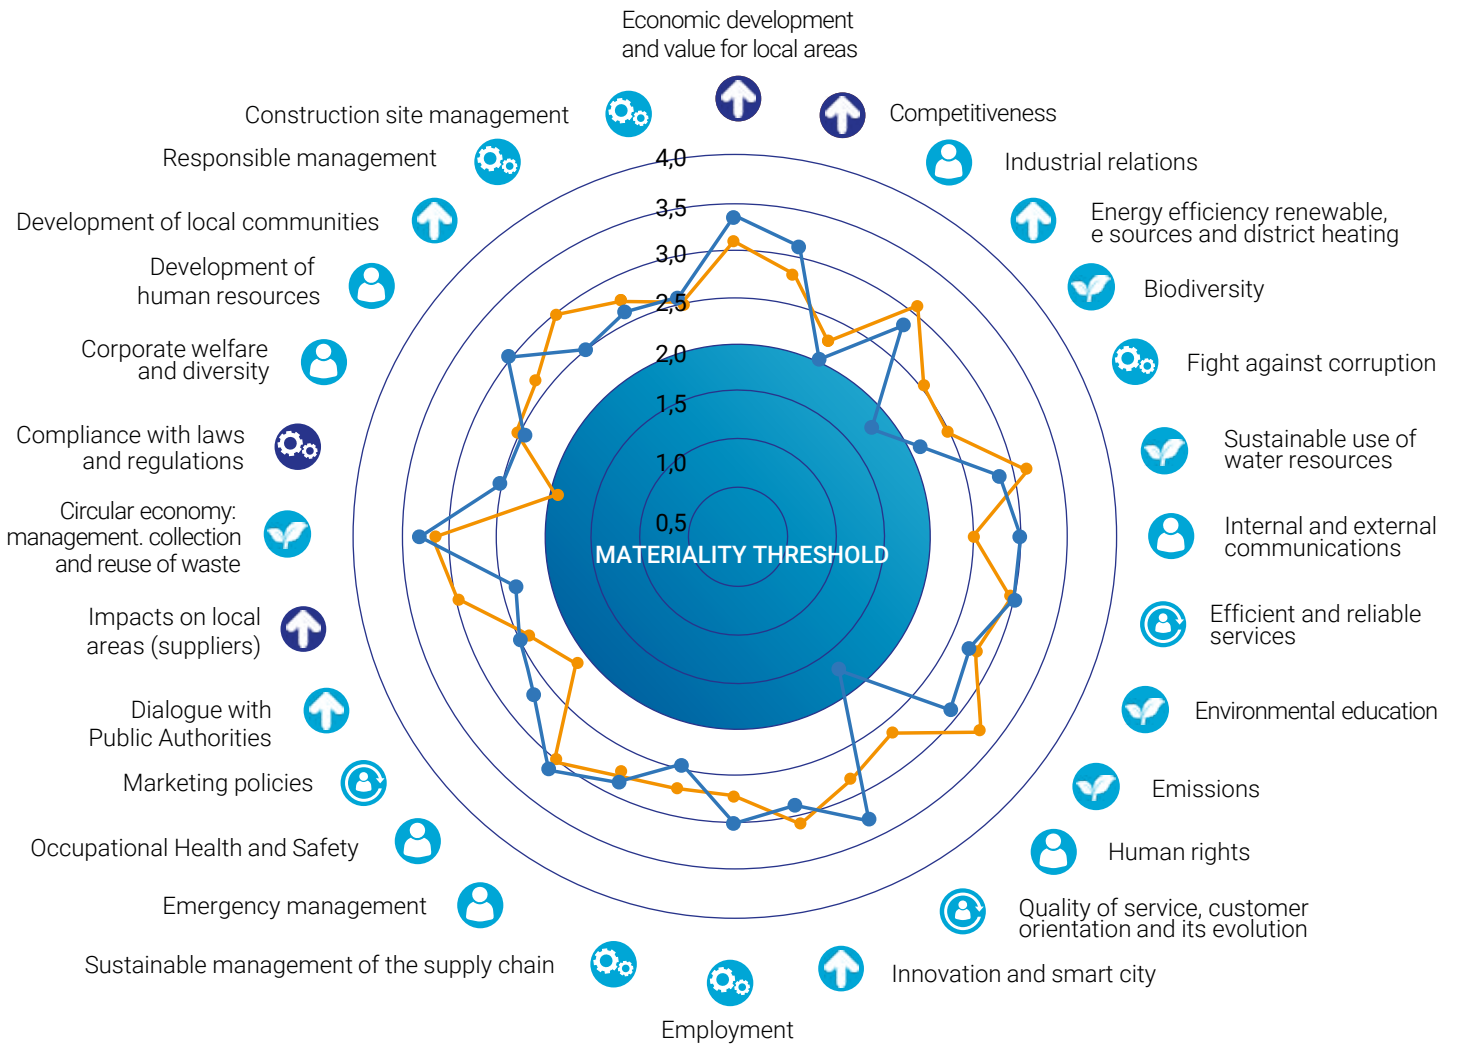 Economic development
and value for local areas
Competitiveness
Industrial relations
Energy efficiency renewable,
e sources and district heating
Biodiversity
Fight against corruption
Sustainable use of
water resources
Internal and external
communications
Efficient and reliable
services
Environmental education
Emissions
Human rights
Quality of service, customer
orientation and its evolution
Innovation and smart city
Employment
Sustainable management of the supply chain
Emergency management
Occupational Health and Safety
Marketing policies
Dialogue with
Public Authorities
Impacts on local
areas (suppliers)
Circular economy:
management. collection
and reuse of waste
Compliance with laws
and regulations
Corporate welfare
and diversity
Development of
human resources
Development of local communities
Responsible management
Construction site management
4,0
3,5
3,0
2,5
2,0
1,5
1,0
0,5
MATERIALITY THRESHOLD